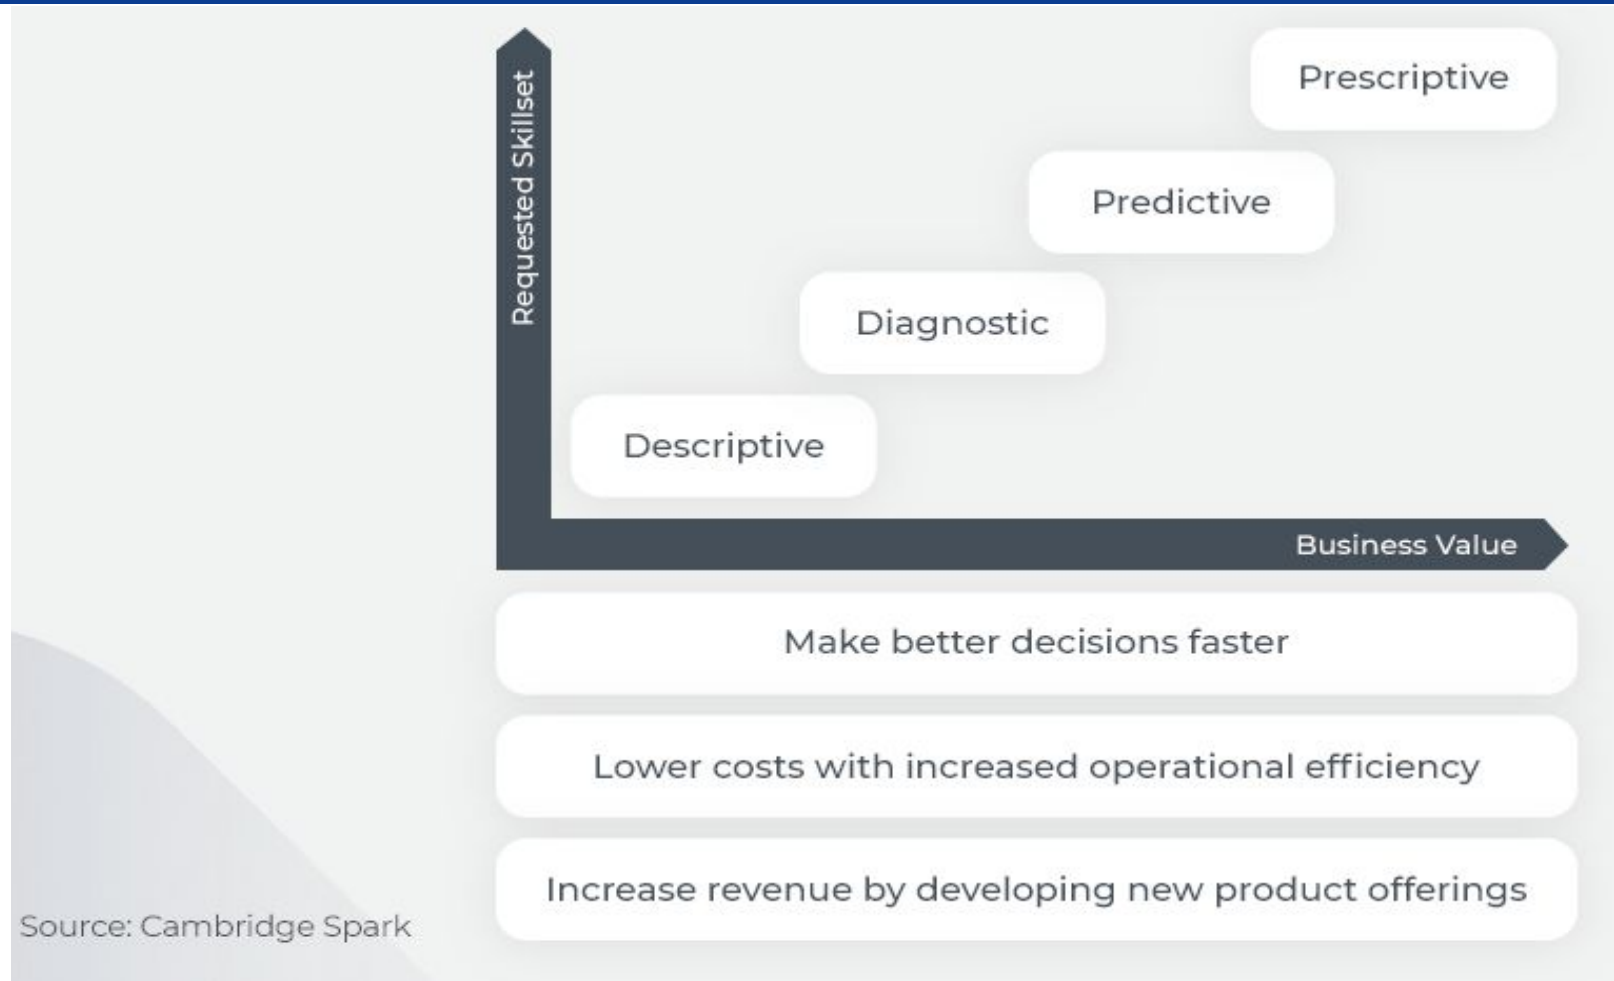 Requested Skillset
Prescriptive
Predictive
Diagnostic
Descriptive
Business Value
Make better decisions faster
Lower costs with increased operational efficiency
Increase revenue by developing new product offerings
Source: Cambridge Spark